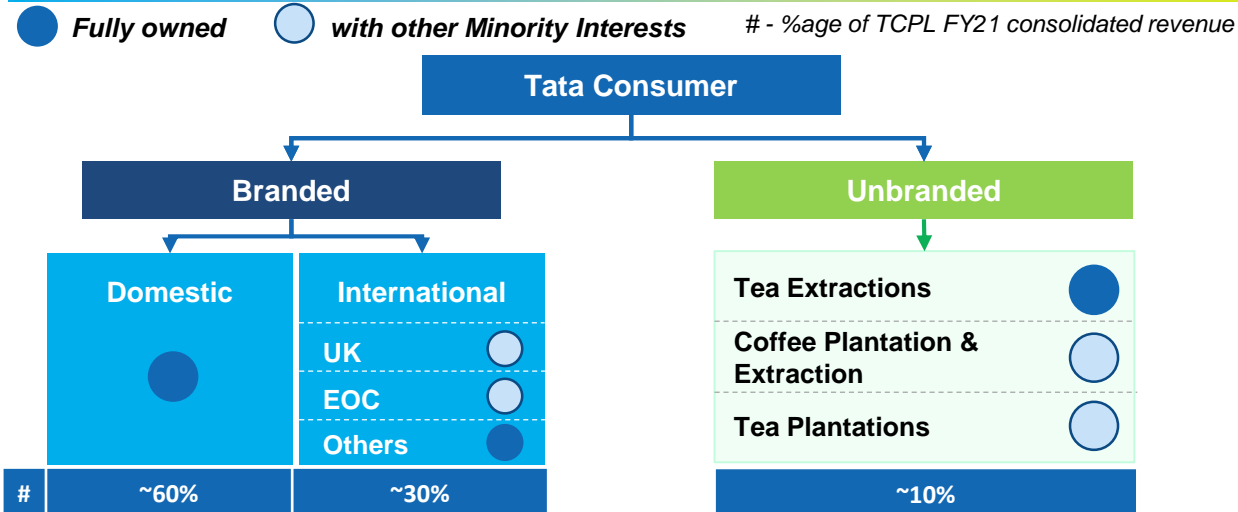 Fully owned
with other Minority Interests
# - %age of TCPL FY21 consolidated revenue
Tata Consumer
Branded
Unbranded
Domestic
International
UK
EOC
Others
Tea Extractions
Coffee Plantation &
Extraction
Tea Plantations
#
~60%
~30%
~10%